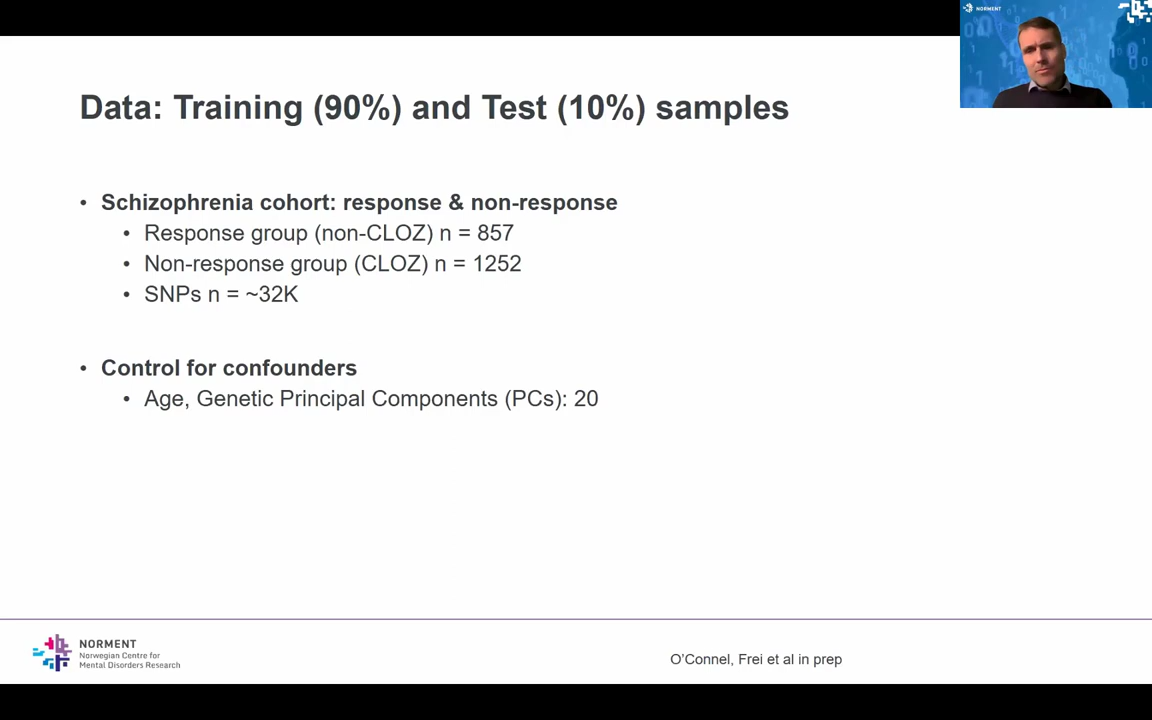 NORMENT
Data: Training (90%) and Test (10%) samples
• Schizophrenia cohort: response & non-response
• Response group (non-CLOZ) n = 857
• Non-response group (CLOZ) n = 1252
• SNPs n = ~32K
• Control for confounders
• Age, Genetic Principal Components (PCs): 20
NORMENT
Norwegian Centre for
Mental Disorders Research
O'Connel, Frei et al in prep